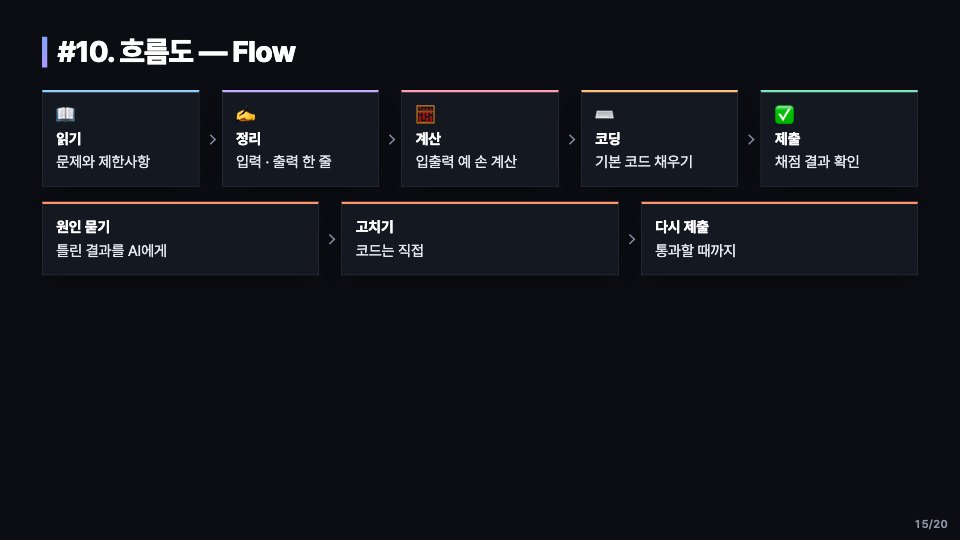 #10. 흐름도 — Flow
읽기
문제와 제한사항
정리
입력 · 출력 한 줄
계산
입출력 예 손 계산
코딩
기본 코드 채우기
제출
채점 결과 확인
원인 묻기
틀린 결과를 AI에게
고치기
코드는 직접
다시 제출
통과할 때까지
15/20